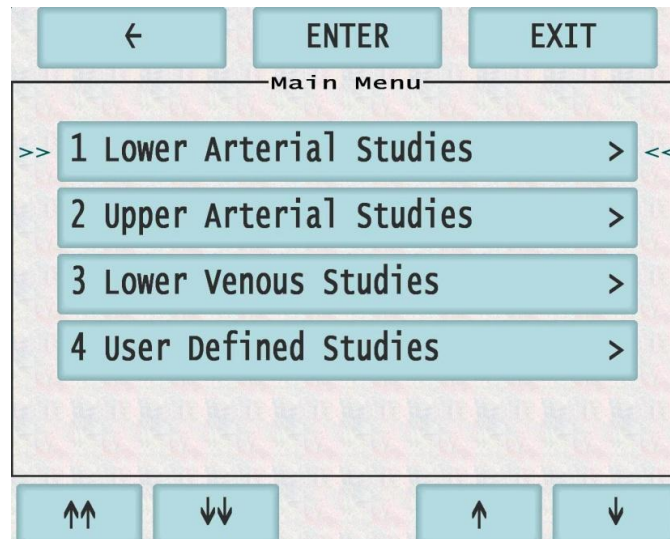 ← ENTER EXIT
Main Menu
>> 1 Lower Arterial Studies > <<
2 Upper Arterial Studies >
3 Lower Venous Studies >
4 User Defined Studies >
↑↑ ↓↓ ↑ ↓